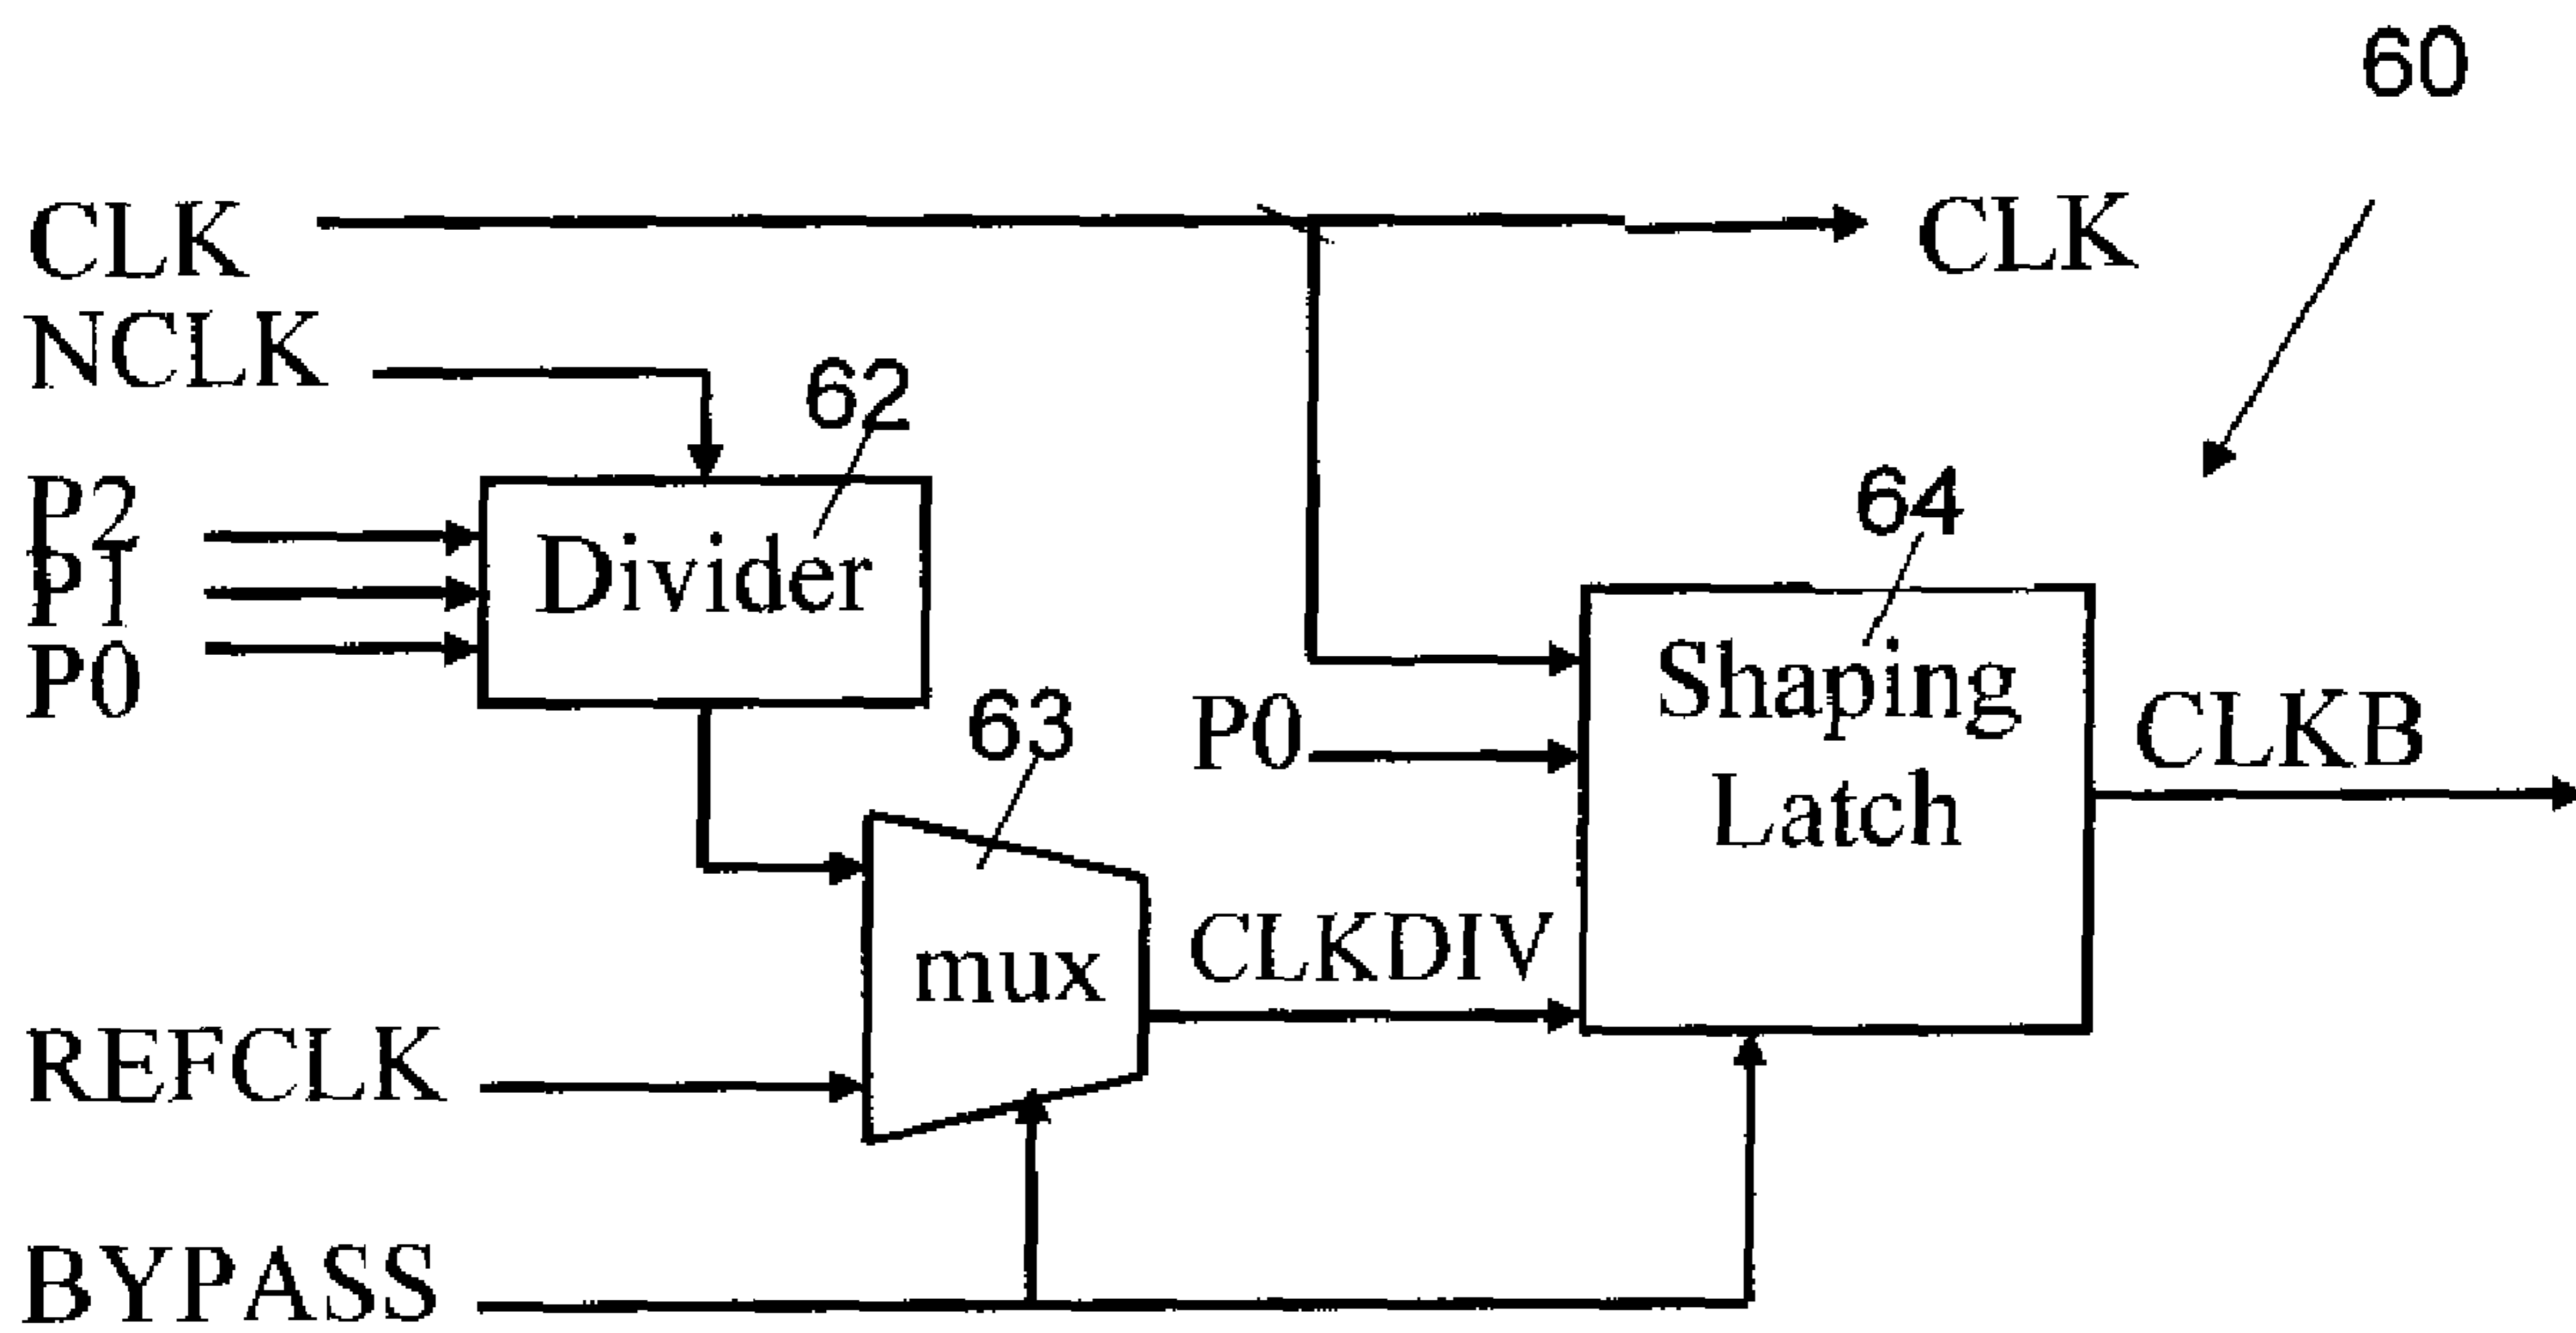 60
CLK
CLK
NCLK
62
P2
P1
P0
Divider
64
63
P0
Shaping
Latch
CLKB
mux
CLKDIV
REFCLK
BYPASS